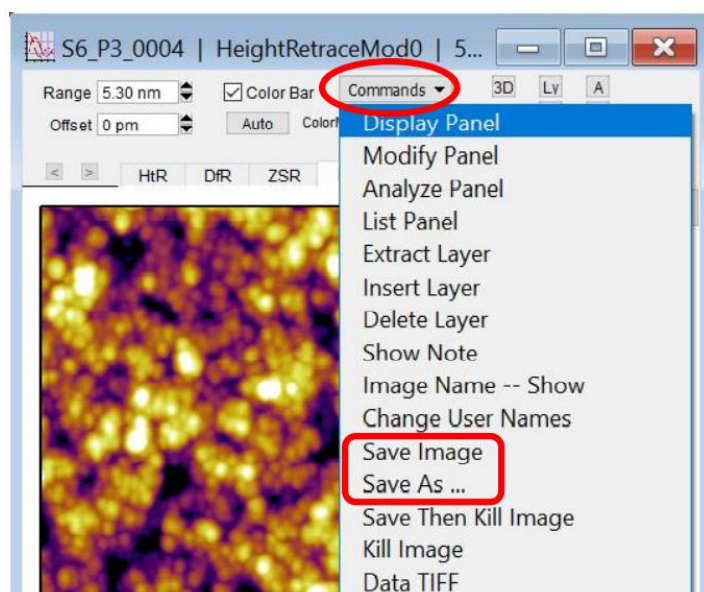 S6_P3_0004 | HeightRetraceMod0 | 5...
Range 5.30 nm Color Bar Commands 3D Ly A
Offset 0 pm Auto
< > HtR DfR ZSR
Display Panel
Modify Panel
Analyze Panel
List Panel
Extract Layer
Insert Layer
Delete Layer
Show Note
Image Name -- Show
Change User Names
Save Image
Save As ...
Save Then Kill Image
Kill Image
Data TIFF